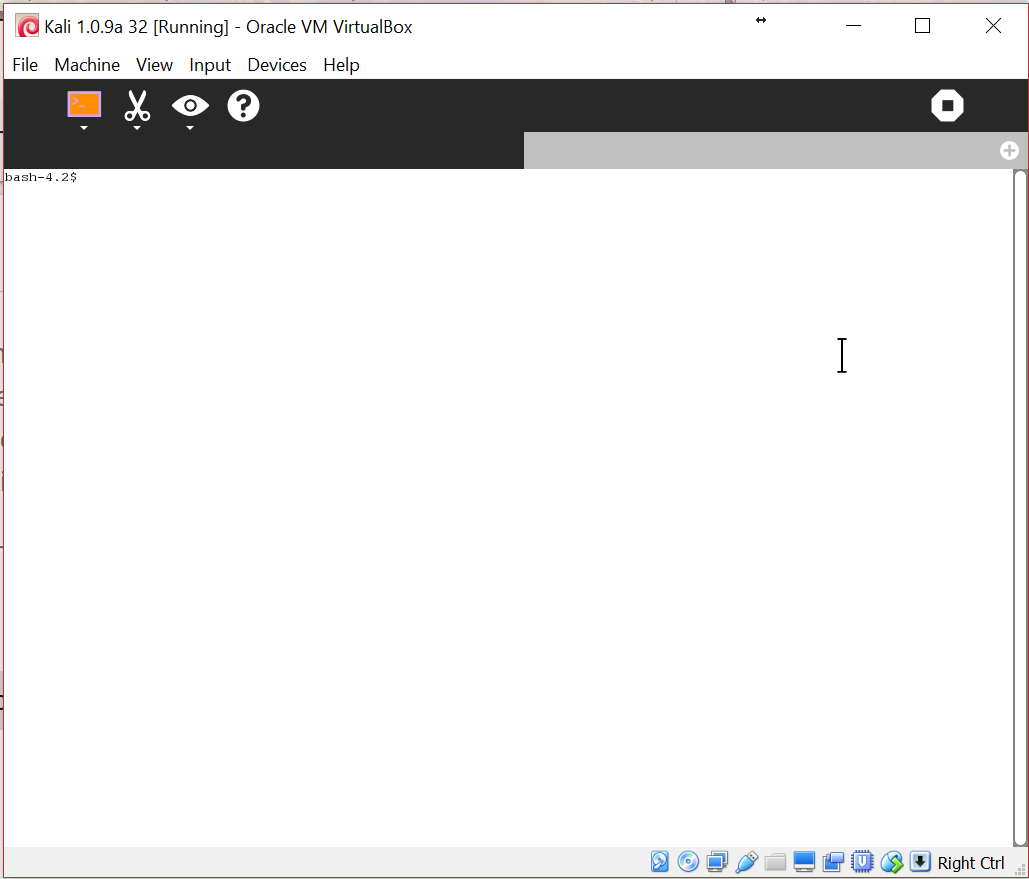 Kali 1.0.9a 32 [Running] - Oracle VM VirtualBox
File Machine View Input Devices Help
bash-4.2$
Right Ctrl